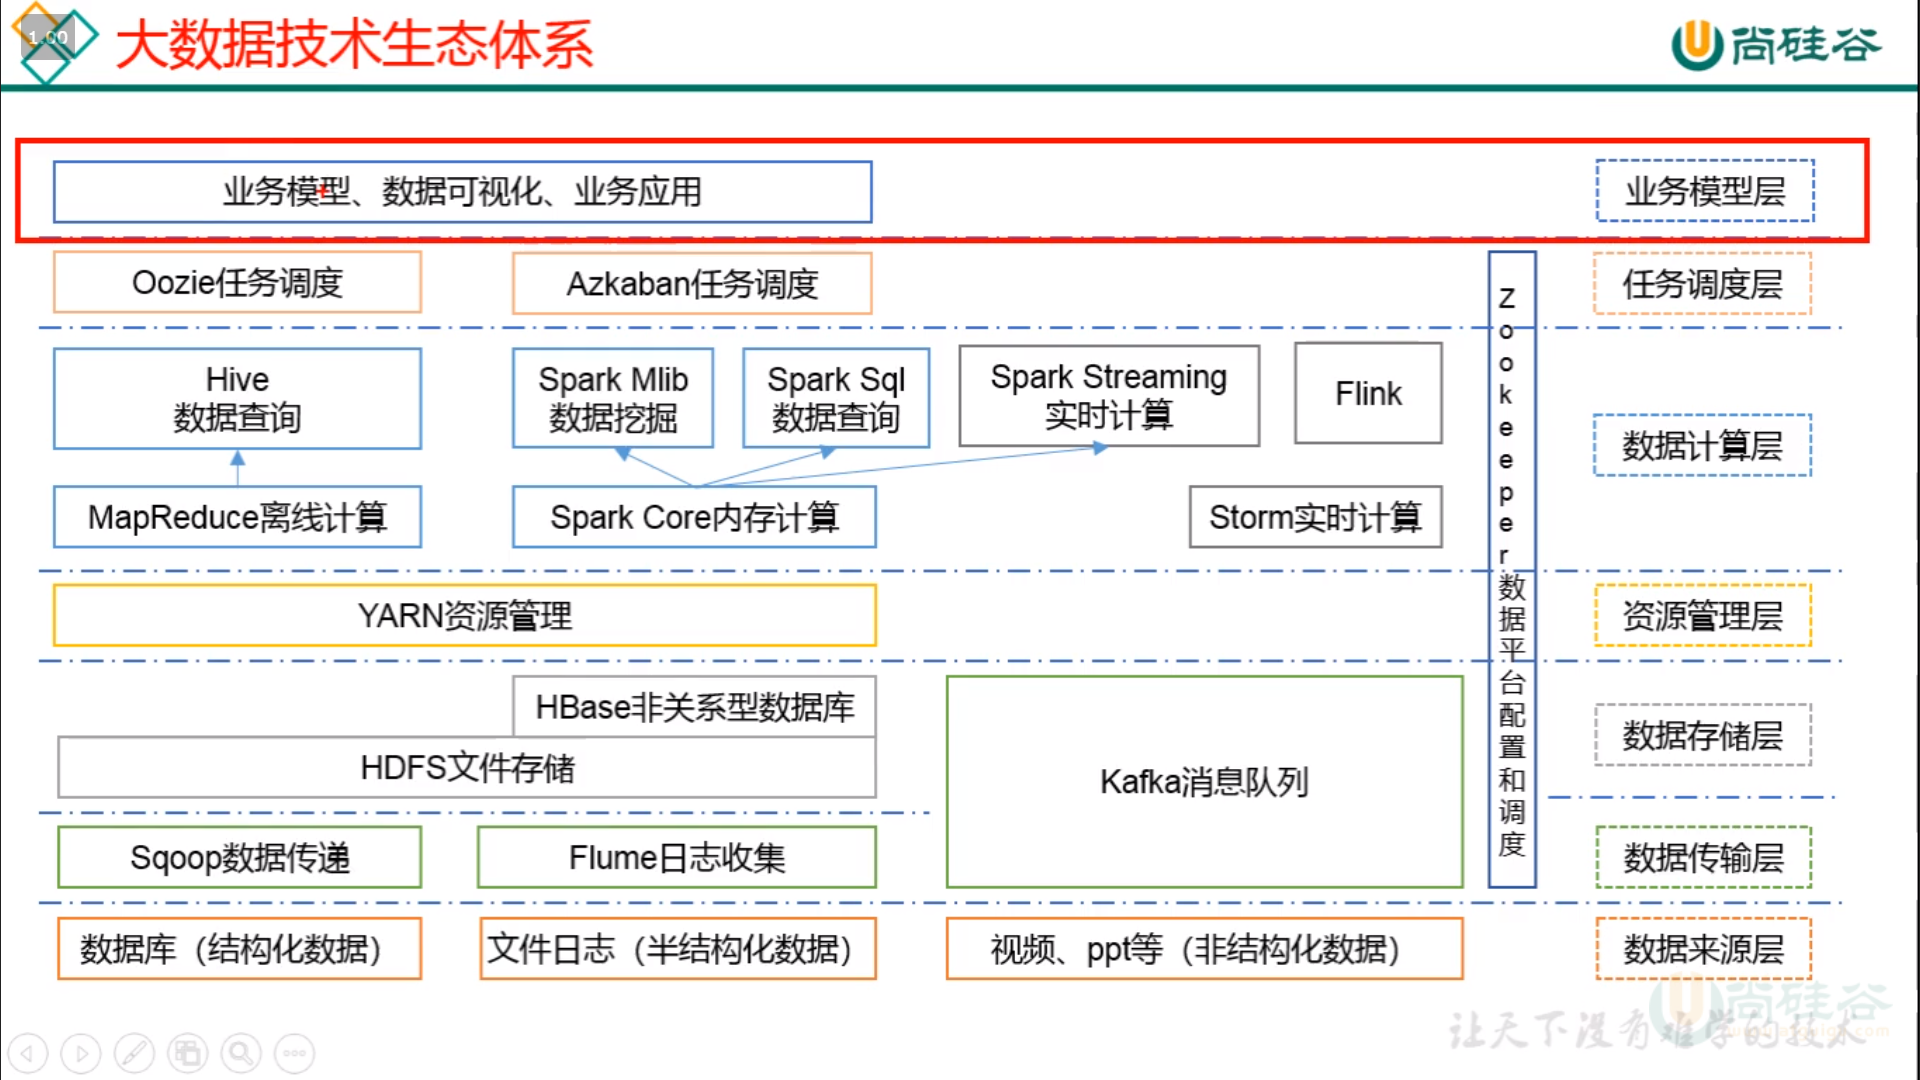 1.00
大数据技术生态体系
尚硅谷
业务模型、数据可视化、业务应用
业务模型层
Oozie任务调度
Azkaban任务调度
任务调度层
Hive
数据查询
Spark Mlib
数据挖掘
Spark Sql
数据查询
Spark Streaming
实时计算
Flink
数据计算层
MapReduce离线计算
Spark Core内存计算
Storm实时计算
Zookeeper数据平台配置和调度
YARN资源管理
资源管理层
HBase非关系型数据库
HDFS文件存储
Kafka消息队列
数据存储层
Sqoop数据传递
Flume日志收集
数据传输层
数据库（结构化数据）
文件日志（半结构化数据）
视频、ppt等（非结构化数据）
数据来源层
尚硅谷
让天下没有难学的技术